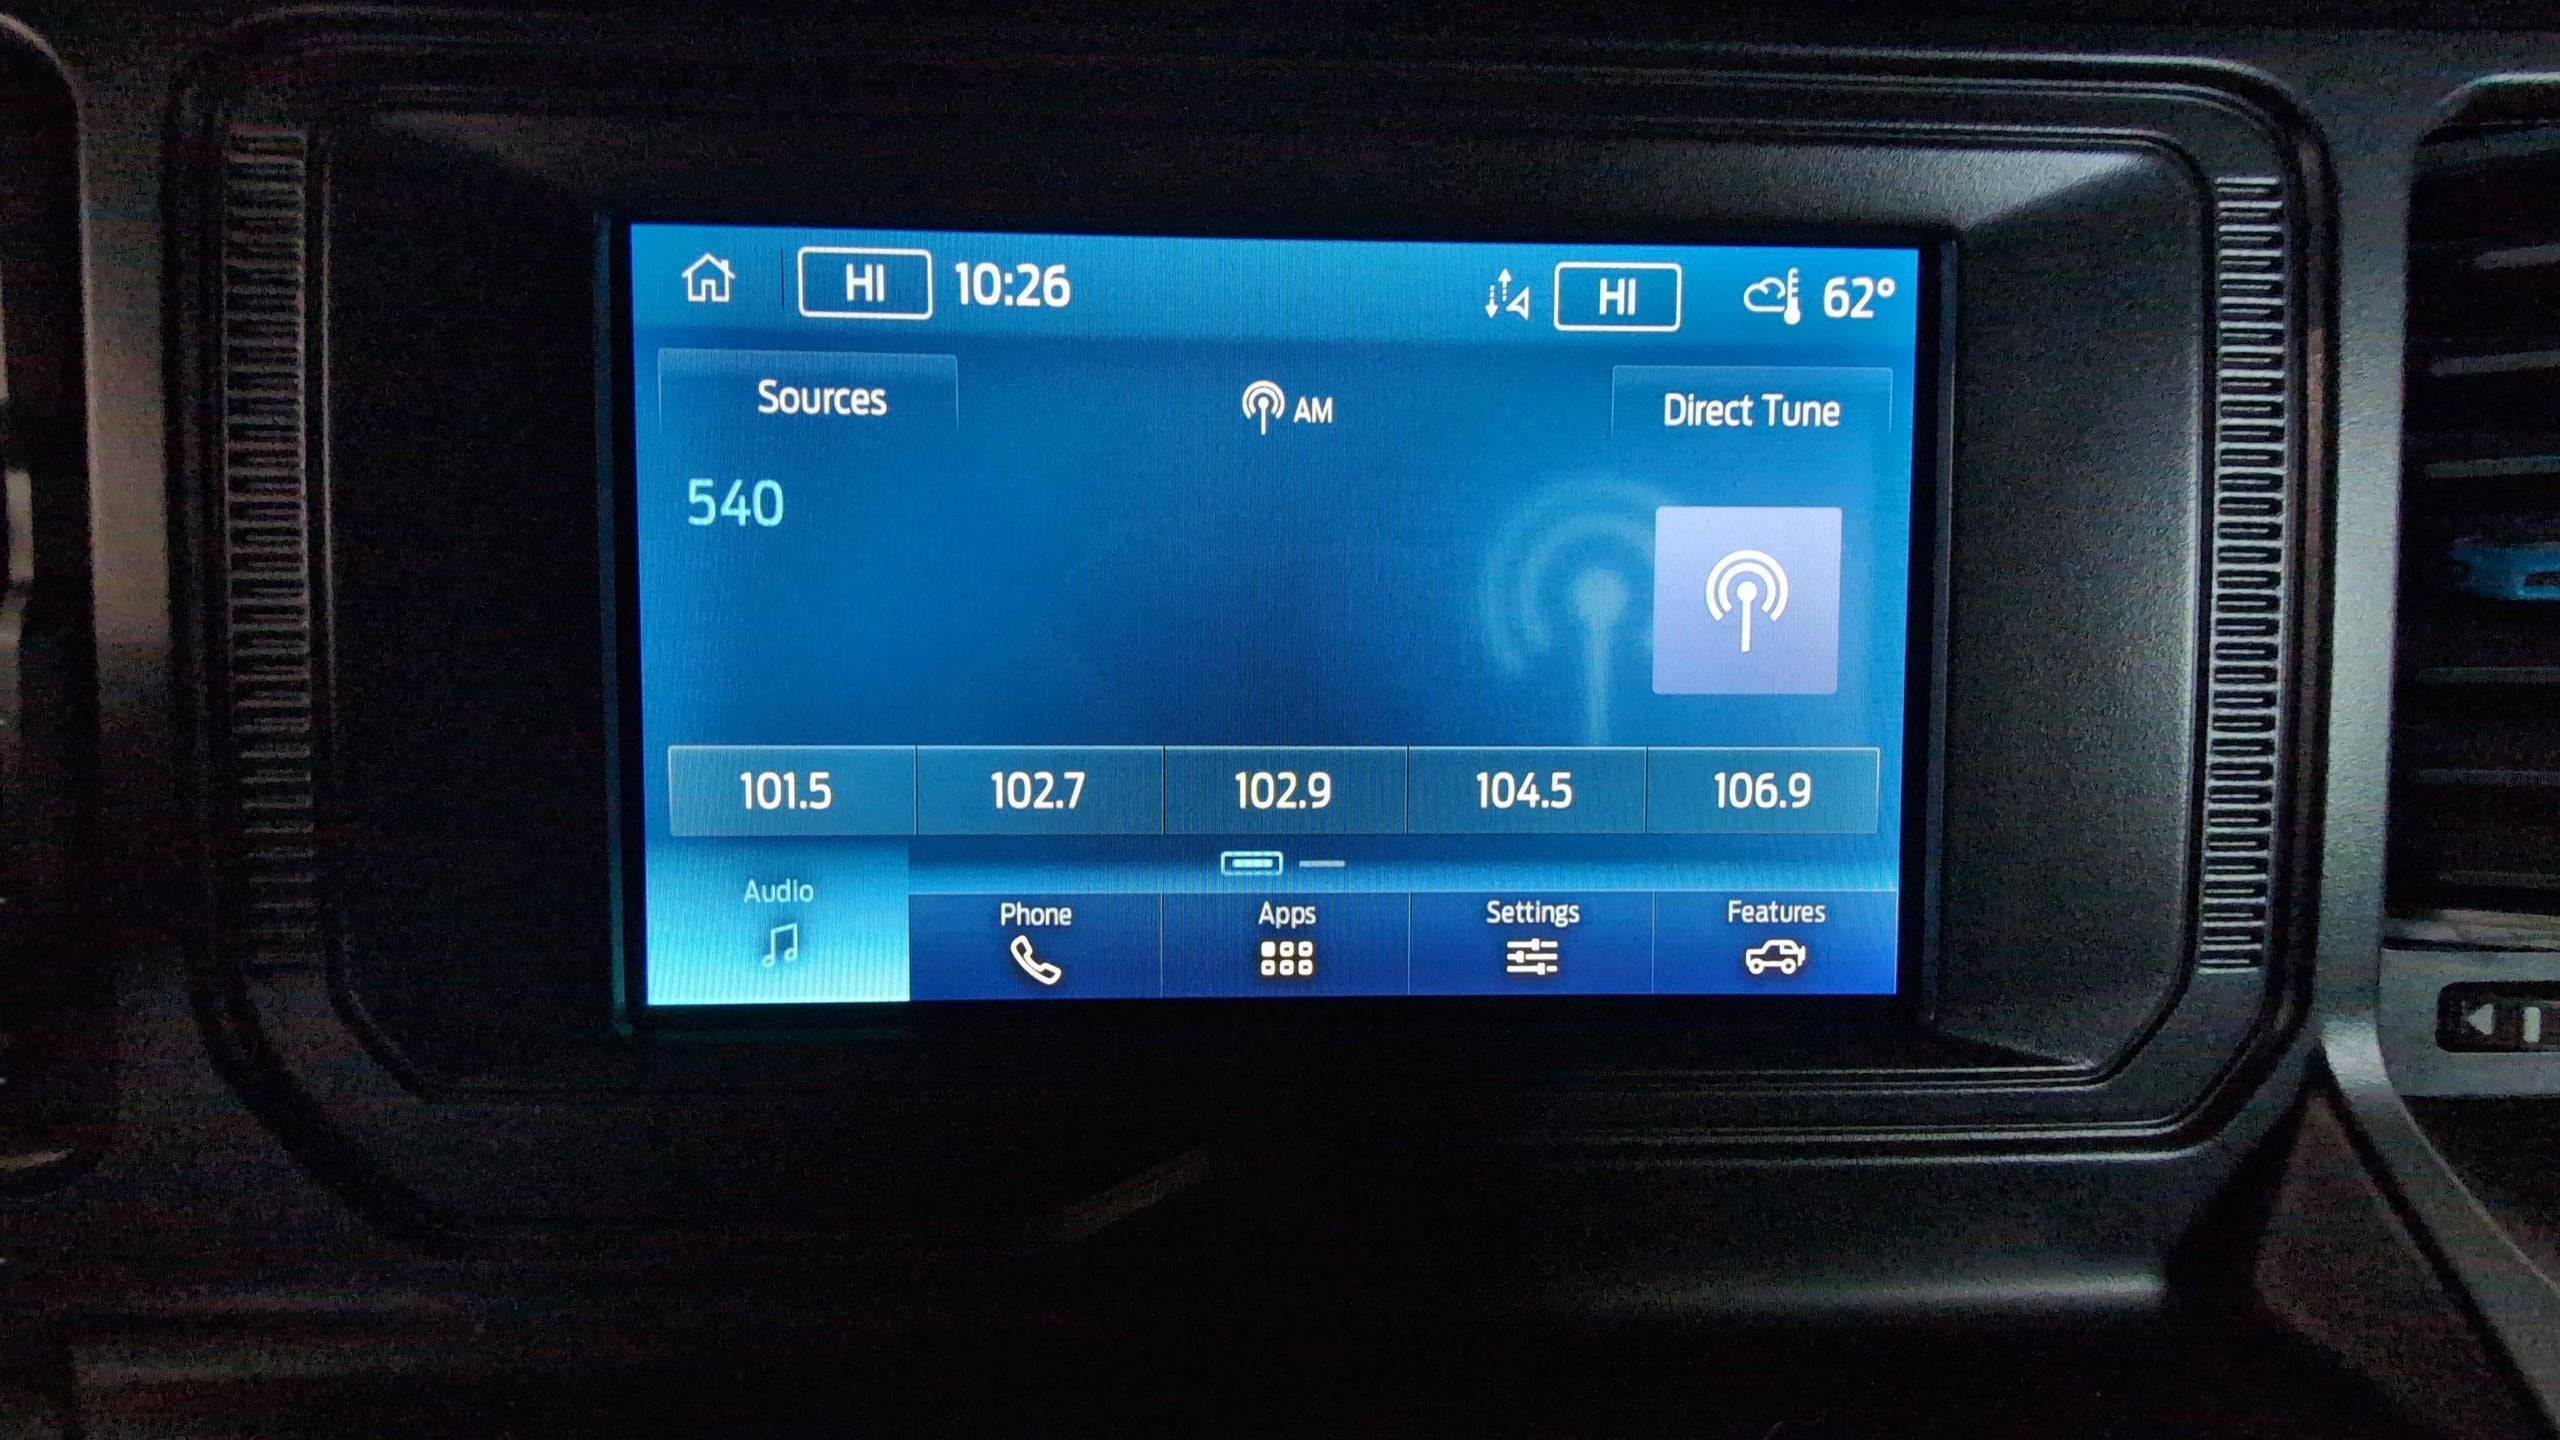 HI 10:26 HI 62°
Sources AM Direct Tune
540
101.5 102.7 102.9 104.5 106.9
Audio Phone Apps Settings Features